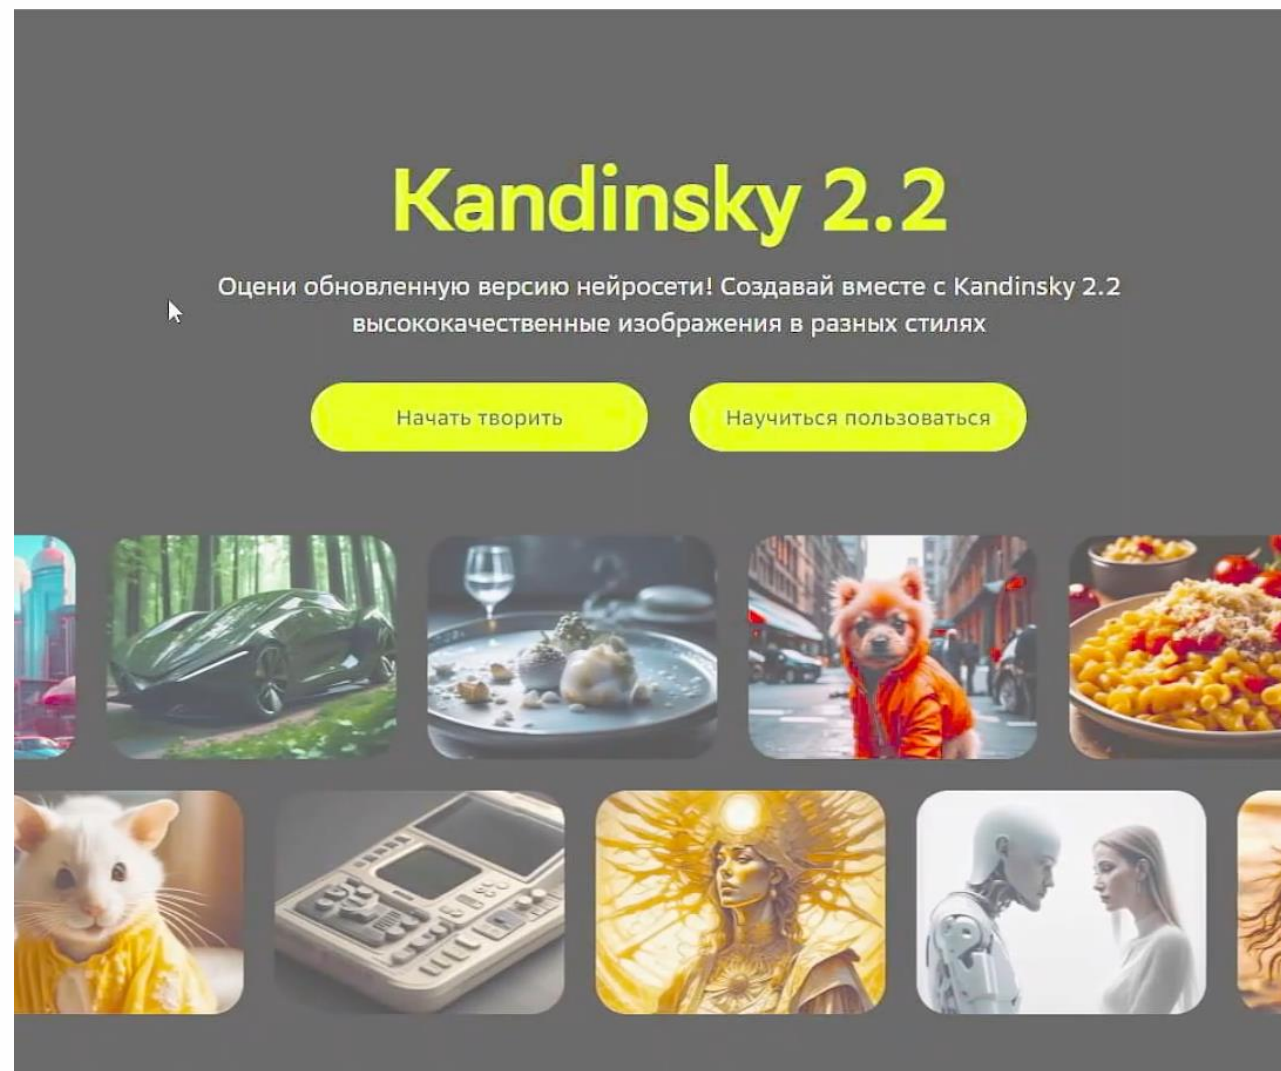 Kandinsky 2.2
Оцени обновленную версию нейросети! Создавай вместе с Kandinsky 2.2
высококачественные изображения в разных стилях
Начать творить
Научиться пользоваться